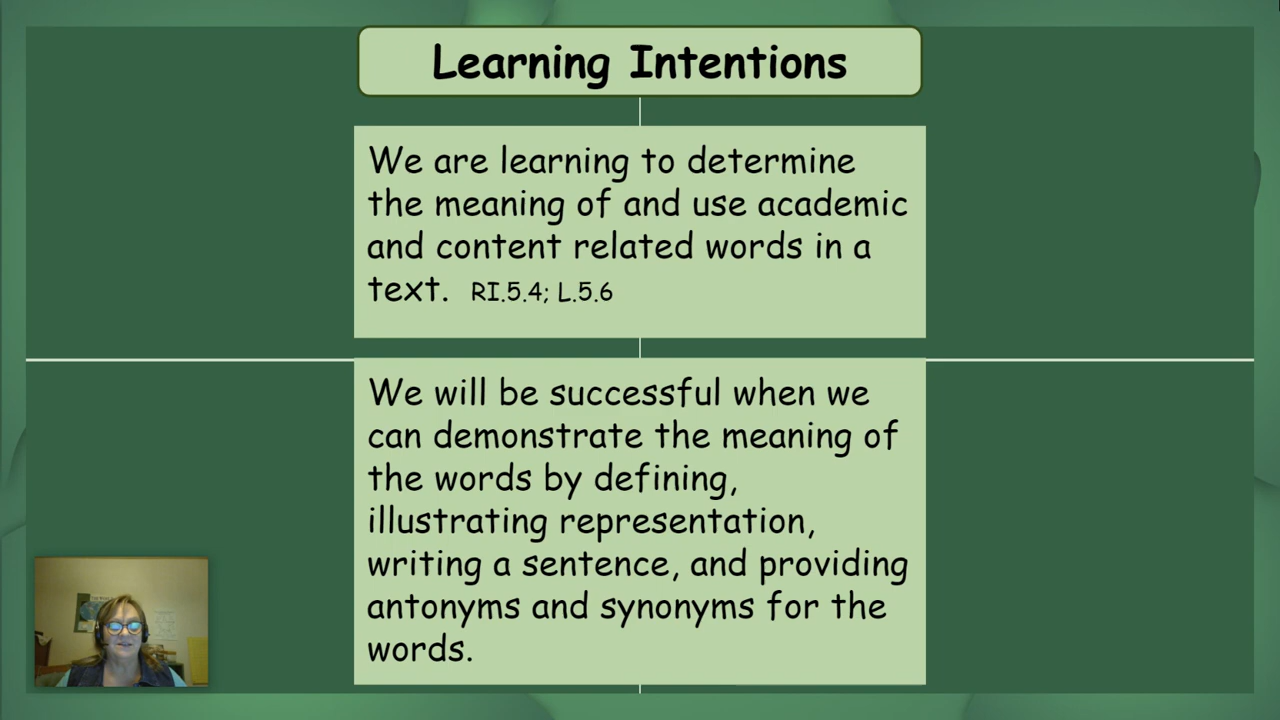 Learning Intentions
We are learning to determine
the meaning of and use academic
and content related words in a
text. RI.5.4; L.5.6
We will be successful when we
can demonstrate the meaning of
the words by defining,
illustrating representation,
writing a sentence, and providing
antonyms and synonyms for the
words.